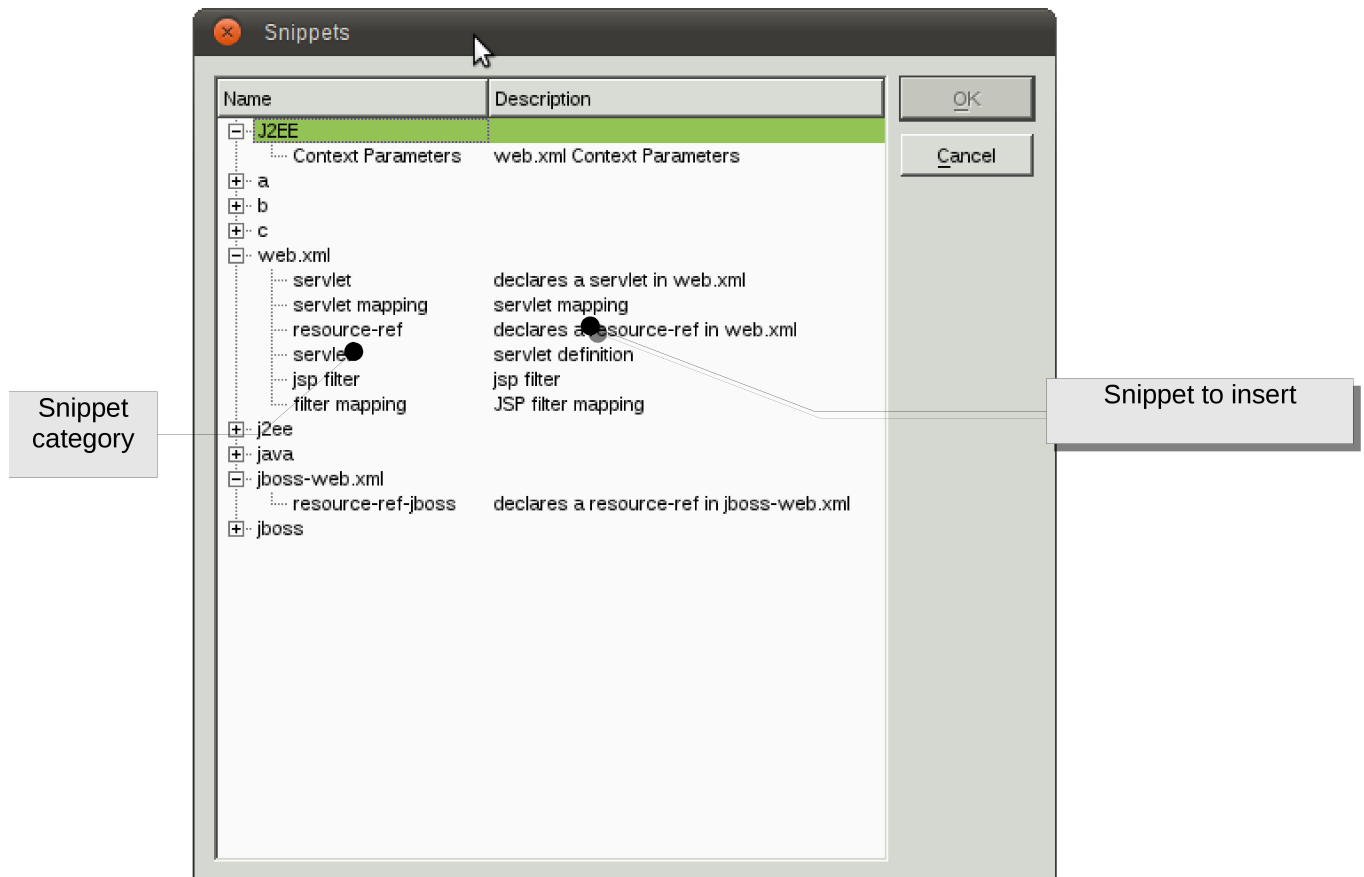 Snippets
Name Description
OK
J2EE
Cancel
Context Parameters web.xml Context Parameters
a
b
c
web.xml
servlet declares a servlet in web.xml
servlet mapping servlet mapping
resource-ref declares a resource-ref in web.xml
servlet servlet definition
jsp filter jsp filter
filter mapping JSP filter mapping
j2ee
java
jboss-web.xml
resource-ref-jboss declares a resource-ref in jboss-web.xml
jboss
Snippet
category
Snippet to insert